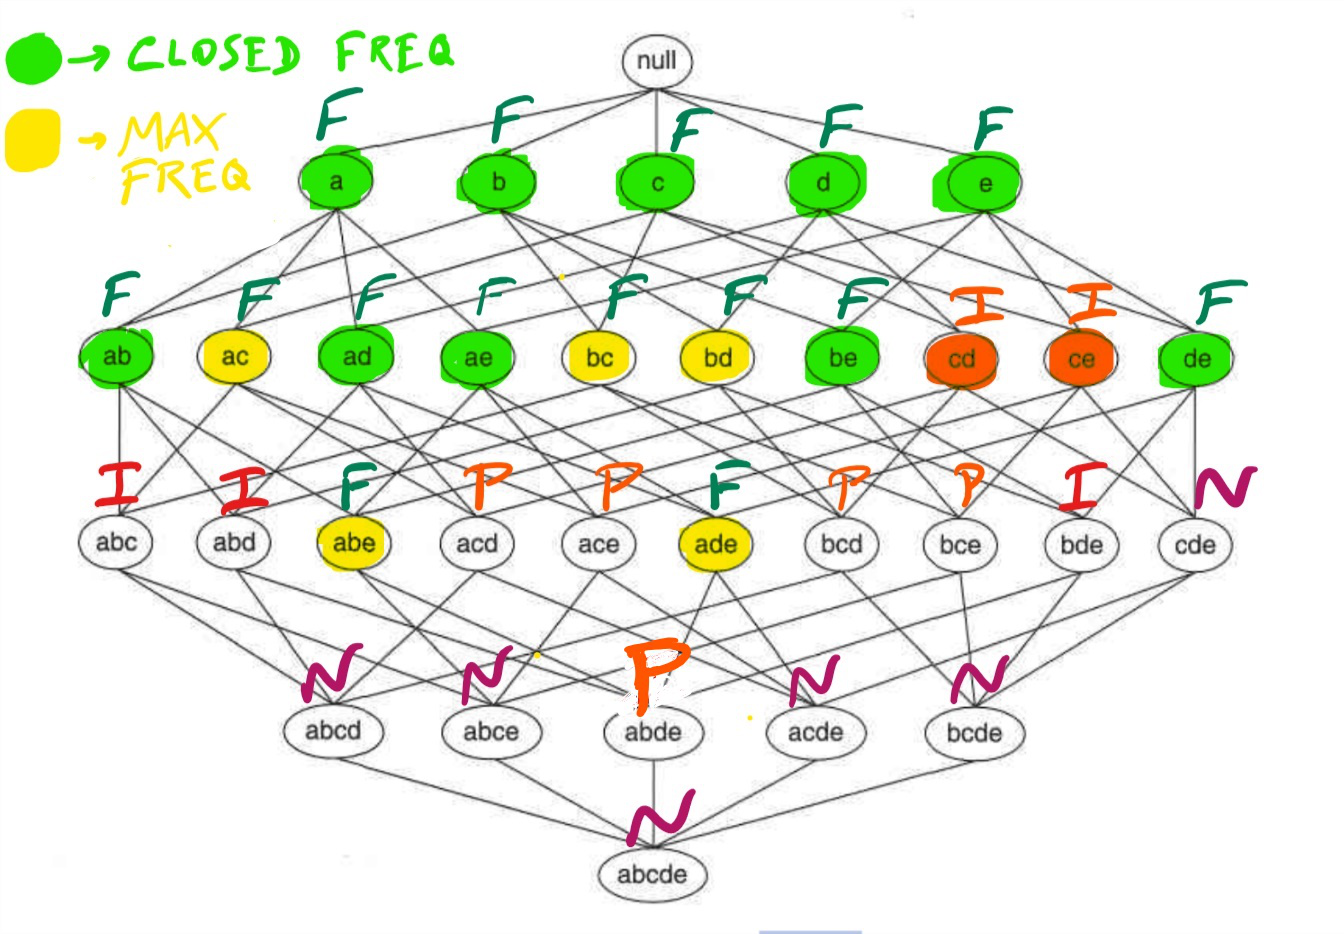 → CLOSED FREQ
→ MAX
FREQ
null
F F F F F
a b c d e
F F F F F F F I I F
ab ac ad ae bc bd be cd ce de
I I F P P F P P I N
abc abd abe acd ace ade bcd bce bde cde
N N P N N
abcd abce abde acde bcde
N
abcde